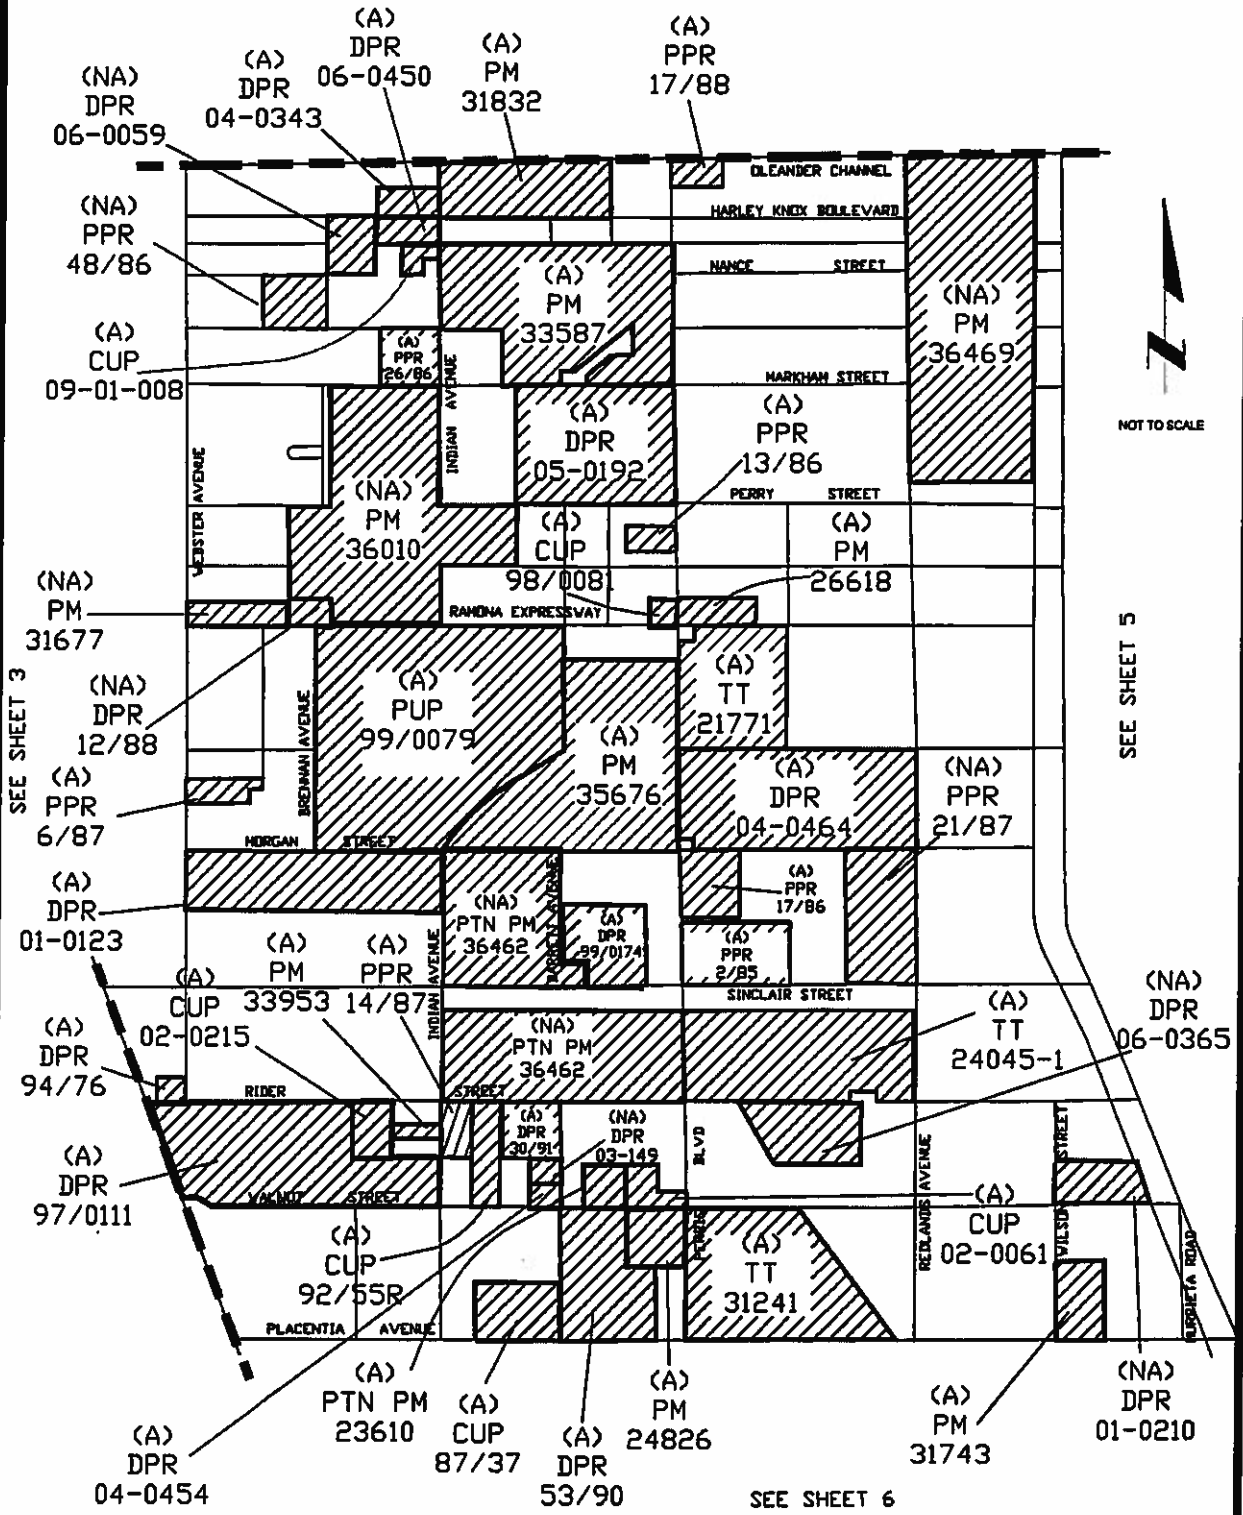 (A)
DPR
06-0450
(A)
DPR
04-0343
(NA)
DPR
06-0059
(A)
PM
31832
(A)
PPR
17/88
OLEANDER CHANNEL
HARLEY KNOX BOULEVARD
(NA)
PPR
48/86
NANCE STREET
(A)
PM
33587
(NA)
PM
36469
(A)
CUP
09-01-008
(A)
PPR
26/86
INDIAN AVENUE
MARKHAM STREET
NOT TO SCALE
(A)
DPR
05-0192
(A)
PPR
13/86
WEBSTER AVENUE
(NA)
PM
36010
PERRY STREET
(A)
CUP
98/0081
(A)
PM
26618
(NA)
PM
31677
RAMONA EXPRESSWAY
SEE SHEET 3
SEE SHEET 5
(NA)
DPR
12/88
BRENNAN AVENUE
(A)
PUP
99/0079
(A)
TT
21771
(A)
PM
35676
(A)
DPR
04-0464
(NA)
PPR
21/87
(A)
PPR
6/87
MORGAN STREET
(A)
DPR
01-0123
(NA)
PTN PM
36462
BARRETT AVENUE
(A)
DPR
99/0174
(A)
PPR
17/86
(A)
PPR
2/85
INDIAN AVENUE
SINCLAIR STREET
(A)
CUP
02-0215
(A)
PM
33953
(A)
PPR
14/87
(NA)
PTN PM
36462
(A)
TT
24045-1
(NA)
DPR
06-0365
(A)
DPR
94/76
RIDER STREET
(A)
DPR
30/91
(NA)
DPR
03-149
PERRIS BLVD
REDLANDS AVENUE
WILSON STREET
MURRIETA ROAD
(A)
DPR
97/0111
WALNUT STREET
(A)
CUP
92/55R
(A)
CUP
02-0061
(A)
TT
31241
PLACENTIA AVENUE
(A)
PTN PM
23610
(A)
CUP
87/37
(A)
DPR
53/90
(A)
PM
24826
(A)
PM
31743
(NA)
DPR
01-0210
(A)
DPR
04-0454
SEE SHEET 6